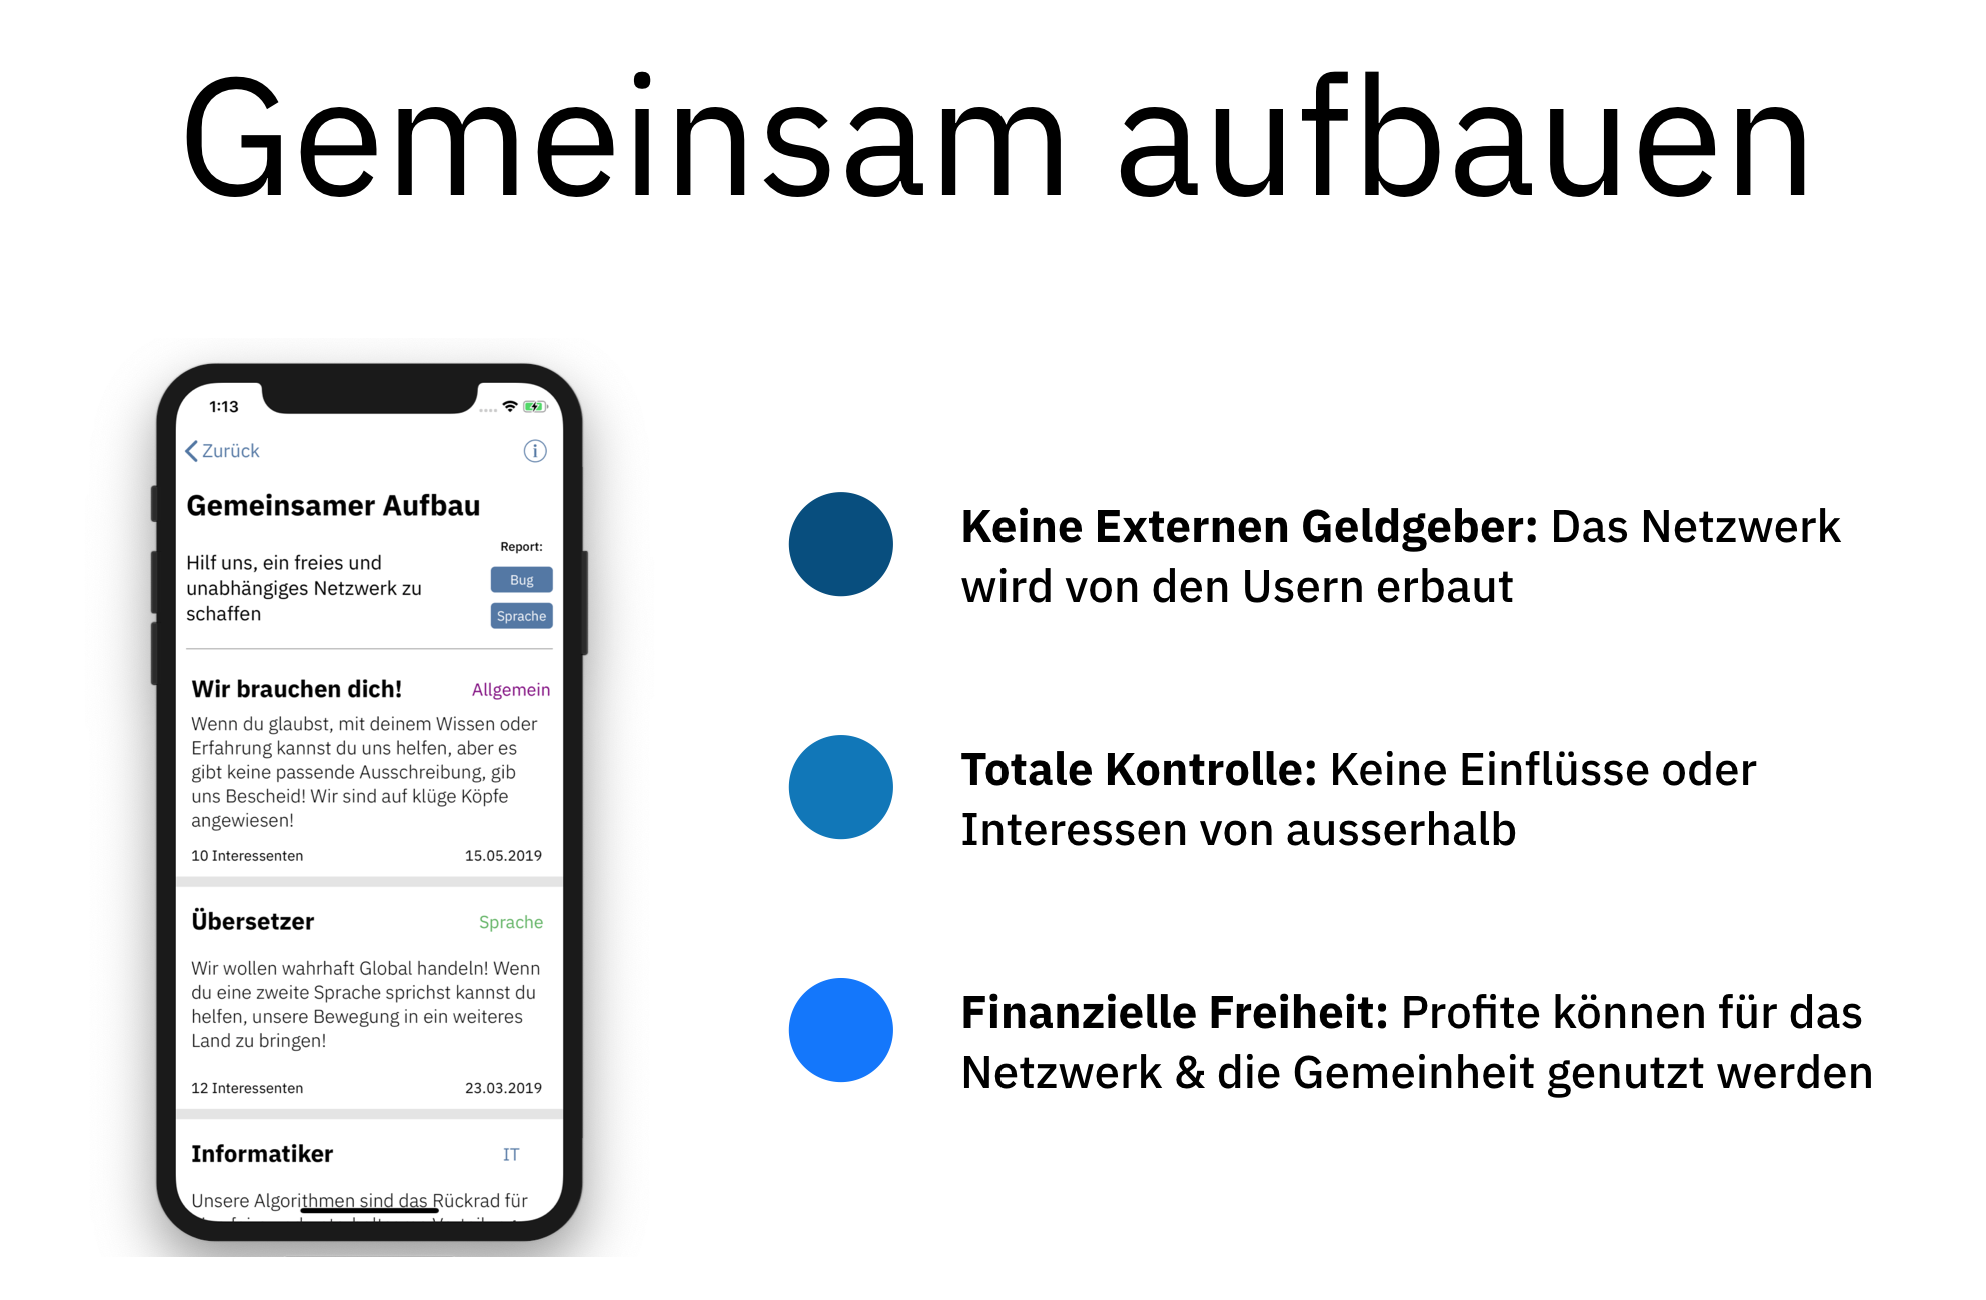 Gemeinsam aufbauen
1:13
Zurück
Gemeinsamer Aufbau
Report:
Hilf uns, ein freies und
unabhängiges Netzwerk zu
schaffen
Bug
Sprache
Wir brauchen dich! Allgemein
Wenn du glaubst, mit deinem Wissen oder
Erfahrung kannst du uns helfen, aber es
gibt keine passende Ausschreibung, gib
uns Bescheid! Wir sind auf klüge Köpfe
angewiesen!
10 Interessenten 15.05.2019
Übersetzer Sprache
Wir wollen wahrhaft Global handeln! Wenn
du eine zweite Sprache sprichst kannst du
helfen, unsere Bewegung in ein weiteres
Land zu bringen!
12 Interessenten 23.03.2019
Informatiker IT
Unsere Algorithmen sind das Rückrad für
Keine Externen Geldgeber: Das Netzwerk
wird von den Usern erbaut
Totale Kontrolle: Keine Einflüsse oder
Interessen von ausserhalb
Finanzielle Freiheit: Profite können für das
Netzwerk & die Gemeinheit genutzt werden